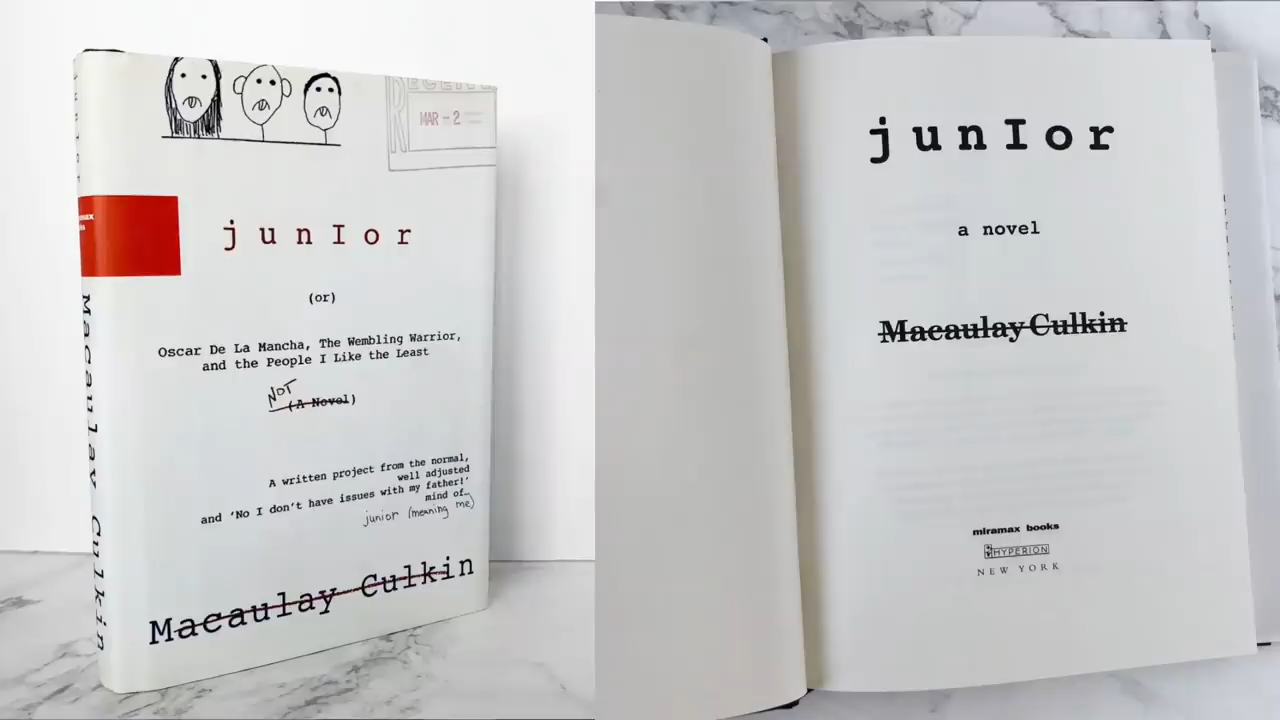 RECEIVE
MAR - 2
junIor
(or)
Oscar De La Mancha, The Wembling Warrior,
and the People I Like the Least
NOT
(A Novel)
A written project from the normal,
well adjusted
and ‘No I don't have issues with my father!’
mind of…
junior (meaning me)
Macaulay Culkin
Macaulay Culkin
junIor
a novel
Macaulay Culkin
miramax books
HYPERION
NEW YORK